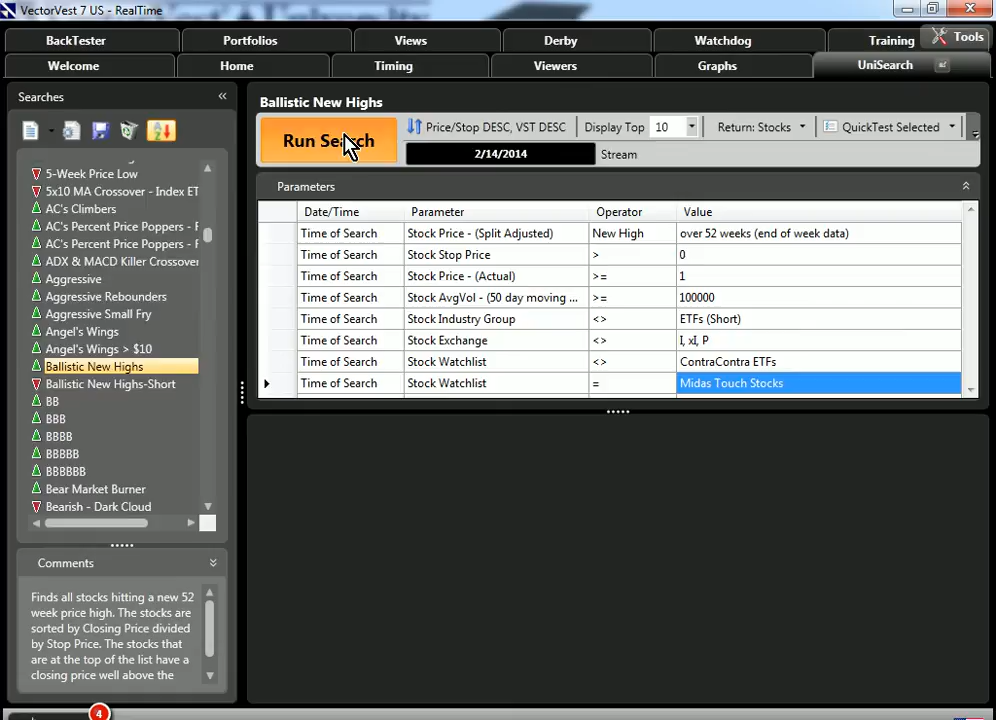 VectorVest 7 US - RealTime
BackTester
Portfolios
Views
Derby
Watchdog
Training
Tools
Welcome
Home
Timing
Viewers
Graphs
UniSearch
Searches
5-Week Price Low
5x10 MA Crossover - Index ET
AC's Climbers
AC's Percent Price Poppers - F
AC's Percent Price Poppers - F
ADX & MACD Killer Crossover
Aggressive
Aggressive Rebounders
Aggressive Small Fry
Angel's Wings
Angel's Wings > $10
Ballistic New Highs
Ballistic New Highs-Short
BB
BBB
BBBB
BBBBB
BBBBBB
Bear Market Burner
Bearish - Dark Cloud
Comments
Finds all stocks hitting a new 52
week price high. The stocks are
sorted by Closing Price divided
by Stop Price. The stocks that
are at the top of the list have a
closing price well above the
4
Ballistic New Highs
Run Search
Price/Stop DESC, VST DESC
Display Top 10
Return: Stocks
QuickTest Selected
2/14/2014
Stream
Parameters
Date/Time Parameter Operator Value
Time of Search Stock Price - (Split Adjusted) New High over 52 weeks (end of week data)
Time of Search Stock Stop Price > 0
Time of Search Stock Price - (Actual) >= 1
Time of Search Stock AvgVol - (50 day moving ... >= 100000
Time of Search Stock Industry Group <> ETFs (Short)
Time of Search Stock Exchange <> I, xI, P
Time of Search Stock Watchlist <> ContraContra ETFs
Time of Search Stock Watchlist = Midas Touch Stocks